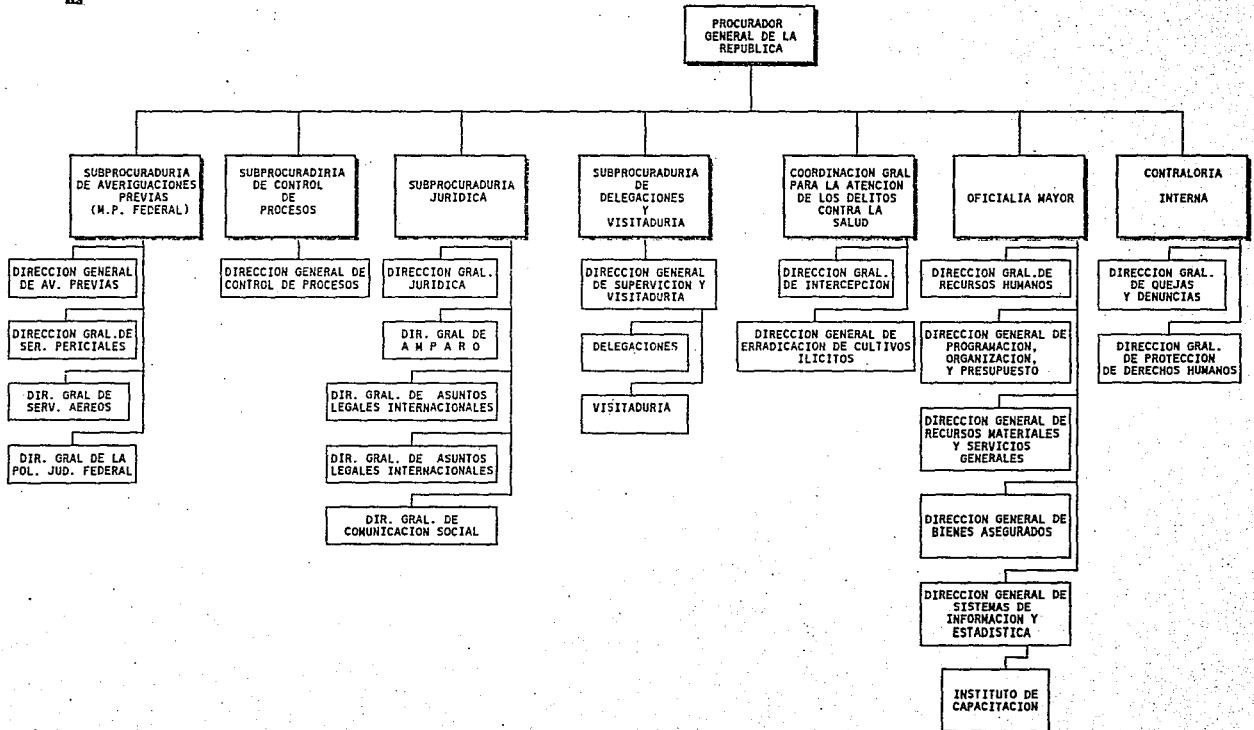 PROCURADOR
GENERAL DE LA
REPUBLICA
SUBPROCURADURIA
DE AVERIGUACIONES
PREVIAS
(M.P. FEDERAL)
DIRECCION GENERAL
DE AV. PREVIAS
DIRECCION GRAL.DE
SER. PERICIALES
DIR. GRAL DE
SERV. AEREOS
DIR. GRAL DE LA
POL. JUD. FEDERAL
SUBPROCURADIRIA
DE CONTROL
DE
PROCESOS
DIRECCION GENERAL DE
CONTROL DE PROCESOS
SUBPROCURADURIA
JURIDICA
DIRECCION GRAL.
JURIDICA
DIR. GRAL DE
A M P A R O
DIR. GRAL. DE ASUNTOS
LEGALES INTERNACIONALES
DIR. GRAL. DE ASUNTOS
LEGALES INTERNACIONALES
DIR. GRAL. DE
COMUNICACION SOCIAL
SUBPROCURADURIA
DE
DELEGACIONES
Y
VISITADURIA
DIRECCION GENERAL
DE SUPERVICION Y
VISITADURIA
DELEGACIONES
VISITADURIA
COORDINACION GRAL
PARA LA ATENCION
DE LOS DELITOS
CONTRA LA
SALUD
DIRECCION GRAL.
DE INTERCEPCION
DIRECCION GENERAL DE
ERRADICACION DE CULTIVOS
ILICITOS
OFICIALIA MAYOR
DIRECCION GRAL.DE
RECURSOS HUMANOS
DIRECCION GENERAL DE
PROGRAMACION,
ORGANIZACION,
Y PRESUPUESTO
DIRECCION GENERAL DE
RECURSOS MATERIALES
Y SERVICIOS
GENERALES
DIRECCION GENERAL DE
BIENES ASEGURADOS
DIRECCION GENERAL DE
SISTEMAS DE
INFORMACION Y
ESTADISTICA
INSTITUTO DE
CAPACITACION
CONTRALORIA
INTERNA
DIRECCION GRAL.
DE QUEJAS
Y DENUNCIAS
DIRECCION GRAL.
DE PROTECCION
DE DERECHOS HUMANOS